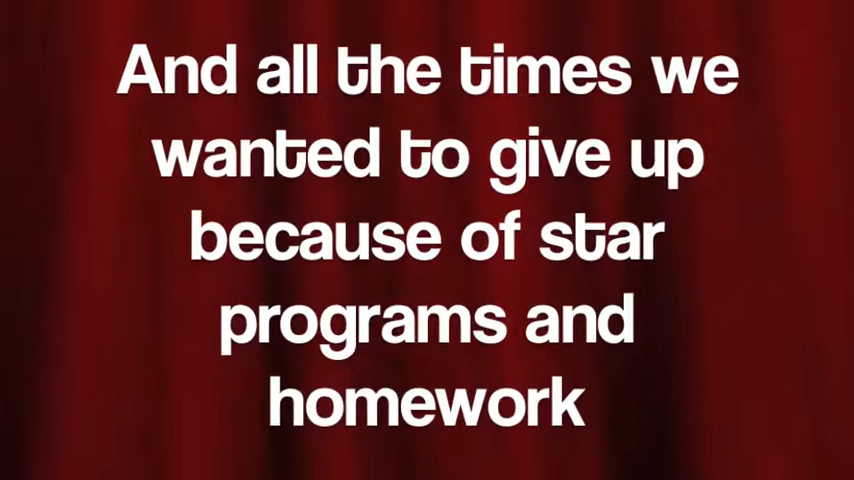 And all the times we
wanted to give up
because of star
programs and
homework